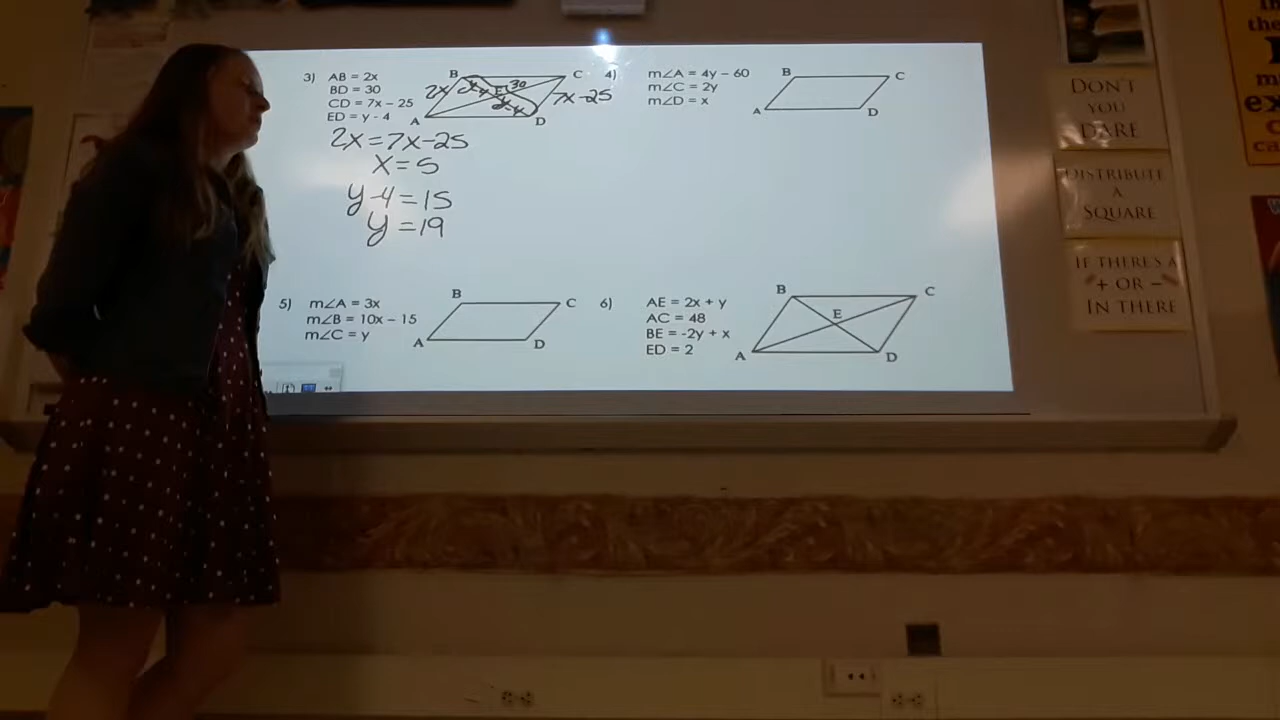 3) AB = 2x
BD = 30
CD = 7x – 25
ED = y - 4
B
C
A
D
E
2x
30
y-4
y-4
7x-25
2x=7x-25
x=5
y-4=15
y=19
4)
m∠A = 4y – 60
m∠C = 2y
m∠D = x
B
C
A
D
5) m∠A = 3x
m∠B = 10x – 15
m∠C = y
B
C
A
D
6) AE = 2x + y
AC = 48
BE = -2y + x
ED = 2
B
C
E
A
D
DON'T
YOU
DARE
DISTRIBUTE
A
SQUARE
IF THERE'S A
+ OR –
IN THERE